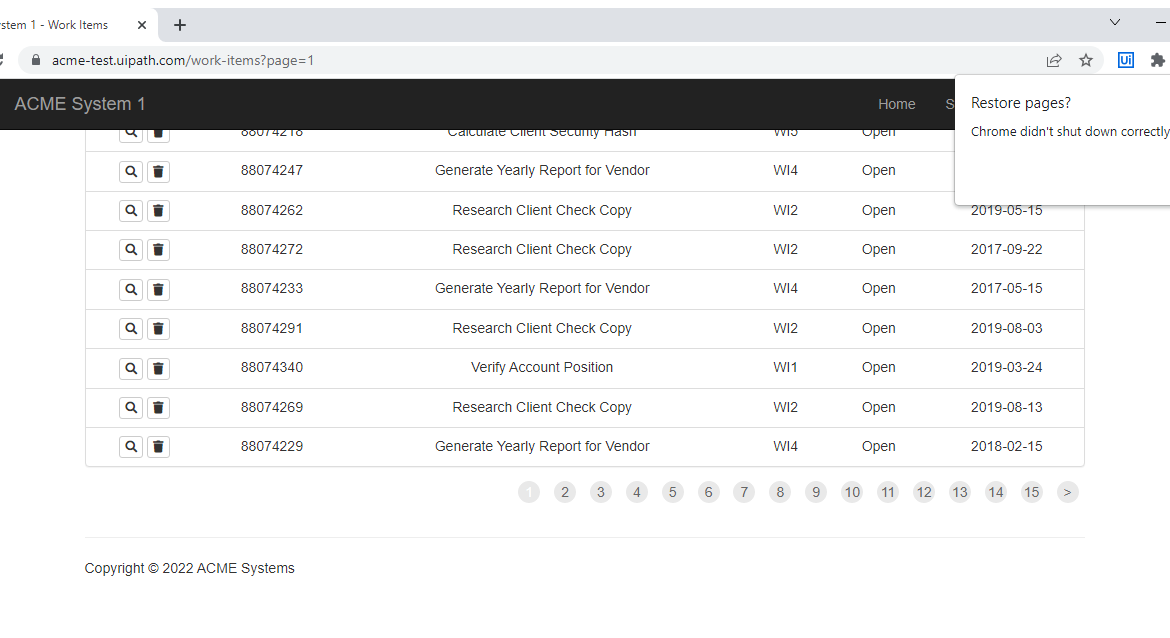 stem 1 - Work Items
acme-test.uipath.com/work-items?page=1
Ui
ACME System 1
Home S
Restore pages?
Chrome didn't shut down correctly
88074218 Calculate Client Security Hash WI5 Open
88074247 Generate Yearly Report for Vendor WI4 Open
88074262 Research Client Check Copy WI2 Open 2019-05-15
88074272 Research Client Check Copy WI2 Open 2017-09-22
88074233 Generate Yearly Report for Vendor WI4 Open 2017-05-15
88074291 Research Client Check Copy WI2 Open 2019-08-03
88074340 Verify Account Position WI1 Open 2019-03-24
88074269 Research Client Check Copy WI2 Open 2019-08-13
88074229 Generate Yearly Report for Vendor WI4 Open 2018-02-15
1 2 3 4 5 6 7 8 9 10 11 12 13 14 15 >
Copyright © 2022 ACME Systems